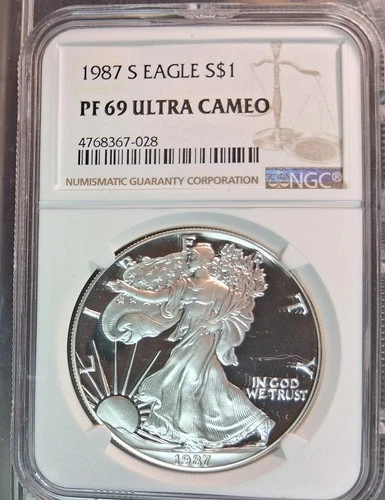 1987 S EAGLE S$1
PF 69 ULTRA CAMEO
4768367-028
NUMISMATIC GUARANTY CORPORATION
NGC®
LIBERTY
IN GOD
WE TRUST
1987